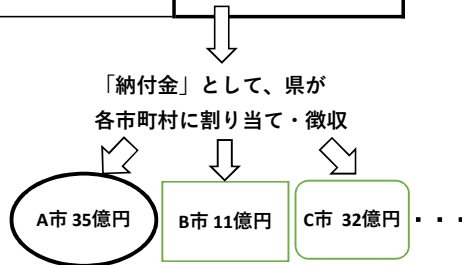 「納付金」として、県が
各市町村に割り当て・徴収
A市 35億円
B市 11億円
C市 32億円
・・・